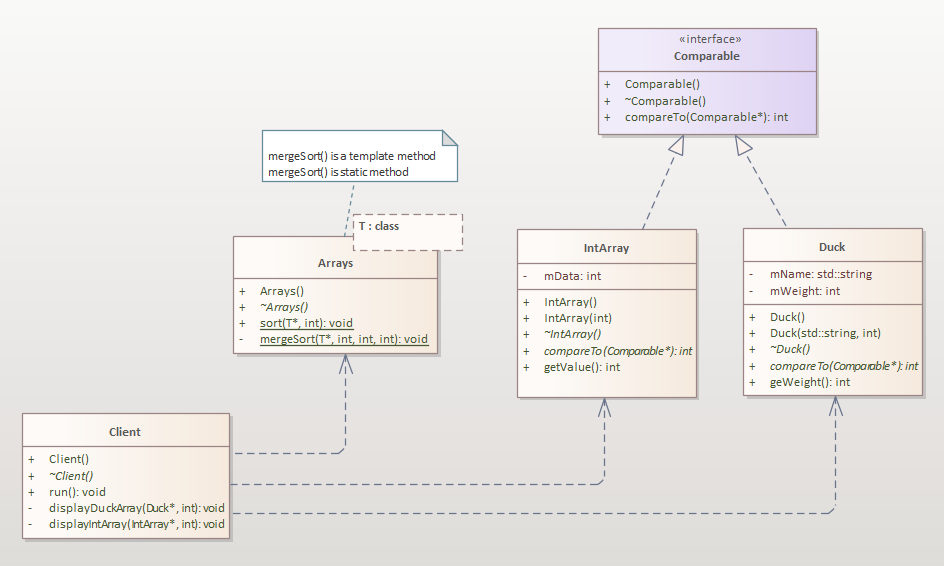 «interface»
Comparable
+ Comparable()
+ ~Comparable()
+ compareTo(Comparable*): int
mergeSort() is a template method
mergeSort() is static method
T : class
Arrays
+ Arrays()
+ ~Arrays()
+ sort(T*, int): void
- mergeSort(T*, int, int, int): void
IntArray
- mData: int
+ IntArray()
+ IntArray(int)
+ ~IntArray()
+ compareTo(Comparable*): int
+ getValue(): int
Duck
- mName: std::string
- mWeight: int
+ Duck()
+ Duck(std::string, int)
+ ~Duck()
+ compareTo(Comparable*): int
+ geWeight(): int
Client
+ Client()
+ ~Client()
+ run(): void
- displayDuckArray(Duck*, int): void
- displayIntArray(IntArray*, int): void